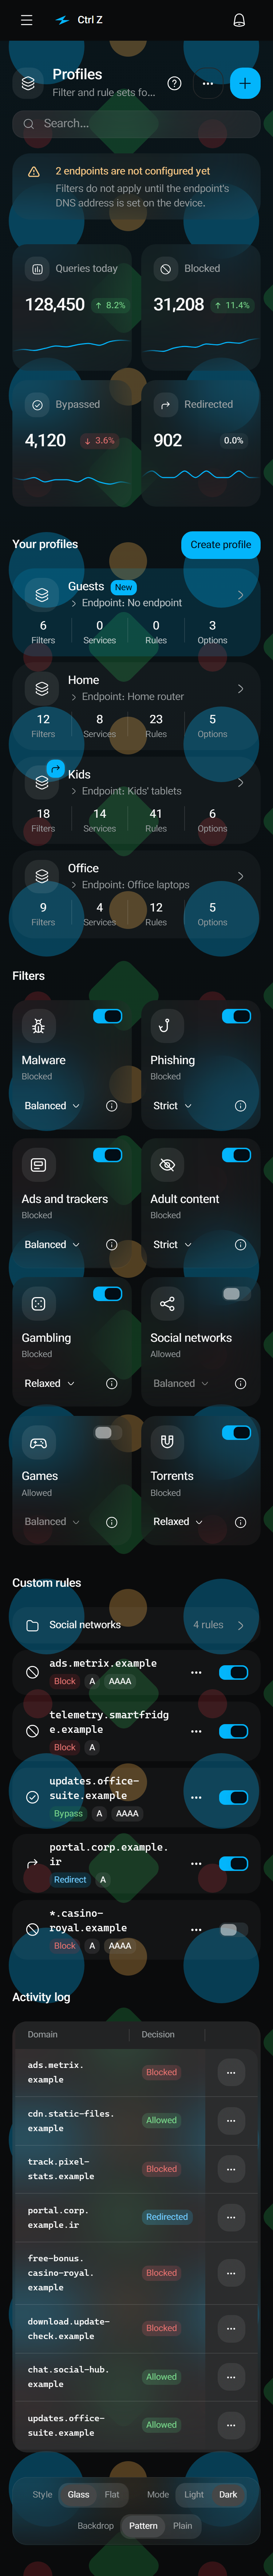 Ctrl Z
Profiles
Filter and rule sets fo...
Search...
2 endpoints are not configured yet
Filters do not apply until the endpoint's
DNS address is set on the device.
Queries today
128,450
8.2%
Blocked
31,208
11.4%
Bypassed
4,120
3.6%
Redirected
902
0.0%
Your profiles
Create profile
Guests New
Endpoint: No endpoint
6 0 0 3
Filters Services Rules Options
Home
Endpoint: Home router
12 8 23 5
Filters Services Rules Options
Kids
Endpoint: Kids' tablets
18 14 41 6
Filters Services Rules Options
Office
Endpoint: Office laptops
9 4 12 5
Filters Services Rules Options
Filters
Malware
Blocked
Balanced
Phishing
Blocked
Strict
Ads and trackers
Blocked
Balanced
Adult content
Blocked
Strict
Gambling
Blocked
Relaxed
Social networks
Allowed
Balanced
Games
Allowed
Balanced
Torrents
Blocked
Relaxed
Custom rules
Social networks 4 rules
ads.metrix.example
Block A AAAA
telemetry.smartfridg
e.example
Block A
updates.office-
suite.example
Bypass A AAAA
portal.corp.example.
ir
Redirect A
*.casino-
royal.example
Block A AAAA
Activity log
Domain Decision
ads.metrix.
example
Blocked
cdn.static-files.
example
Allowed
track.pixel-
stats.example
Blocked
portal.corp.
example.ir
Redirected
free-bonus.
casino-royal.
example
Blocked
download.update-
check.example
Blocked
chat.social-hub.
example
Allowed
updates.office-
suite.example
Allowed
Style Glass Flat Mode Light Dark
Backdrop Pattern Plain